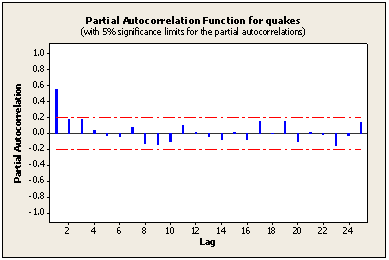 Partial Autocorrelation Function for quakes
(with 5% significance limits for the partial autocorrelations)
Partial Autocorrelation
1.0
0.8
0.6
0.4
0.2
0.0
-0.2
-0.4
-0.6
-0.8
-1.0
2 4 6 8 10 12 14 16 18 20 22 24
Lag